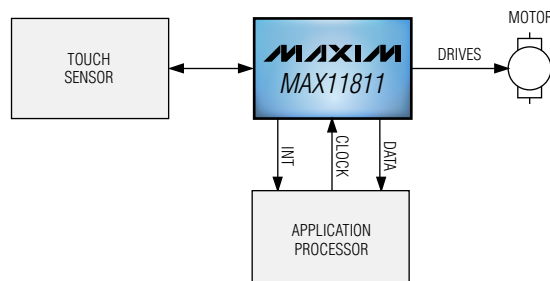 MOTOR
TOUCH
SENSOR
MAXIM
MAX11811
DRIVES
INT
CLOCK
DATA
APPLICATION
PROCESSOR